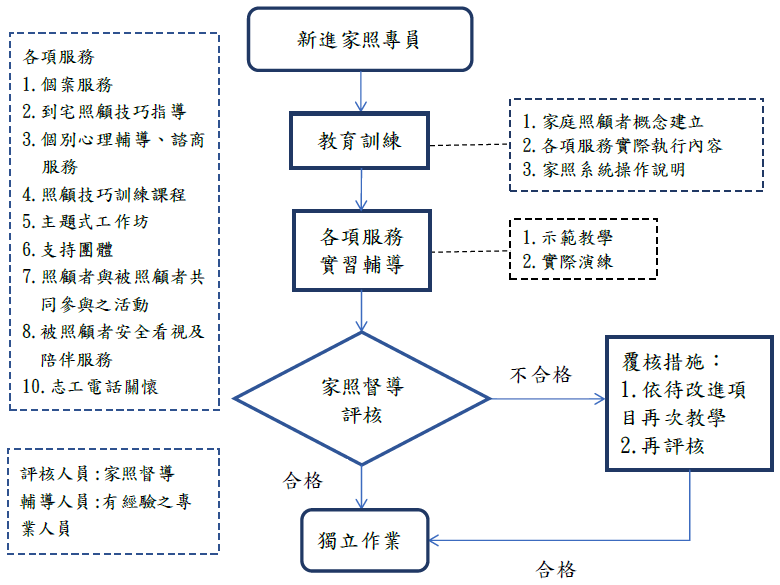 新進家照專員
各項服務
1. 個案服務
2. 到宅照顧技巧指導
3. 個別心理輔導、諮商
服務
4. 照顧技巧訓練課程
5. 主題式工作坊
6. 支持團體
7. 照顧者與被照顧者共
同參與之活動
8. 被照顧者安全看視及
陪伴服務
10. 志工電話關懷
教育訓練
1. 家庭照顧者概念建立
2. 各項服務實際執行內容
3. 家照系統操作說明
各項服務
實習輔導
1. 示範教學
2. 實際演練
家照督導
評核
不合格
覆核措施：
1.依待改進項
目再次教學
2.再評核
評核人員:家照督導
輔導人員:有經驗之專
業人員
合格
獨立作業
合格